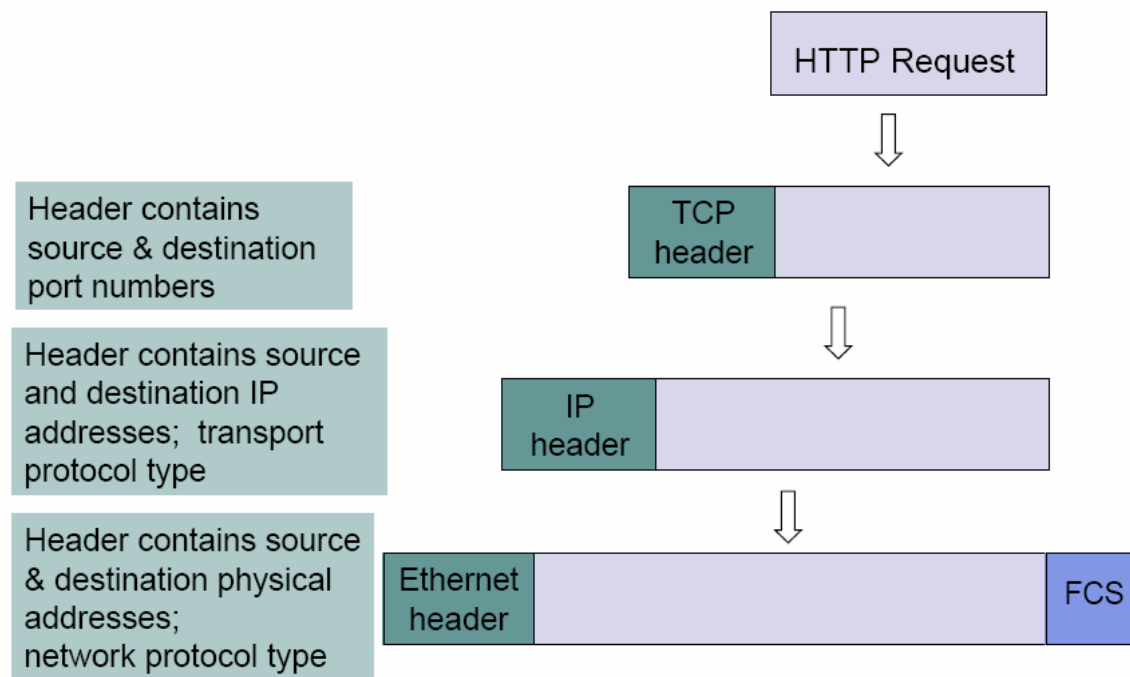 HTTP Request
Header contains
source & destination
port numbers
TCP
header
Header contains source
and destination IP
addresses;  transport
protocol type
IP
header
Header contains source
& destination physical
addresses;
network protocol type
Ethernet
header
FCS